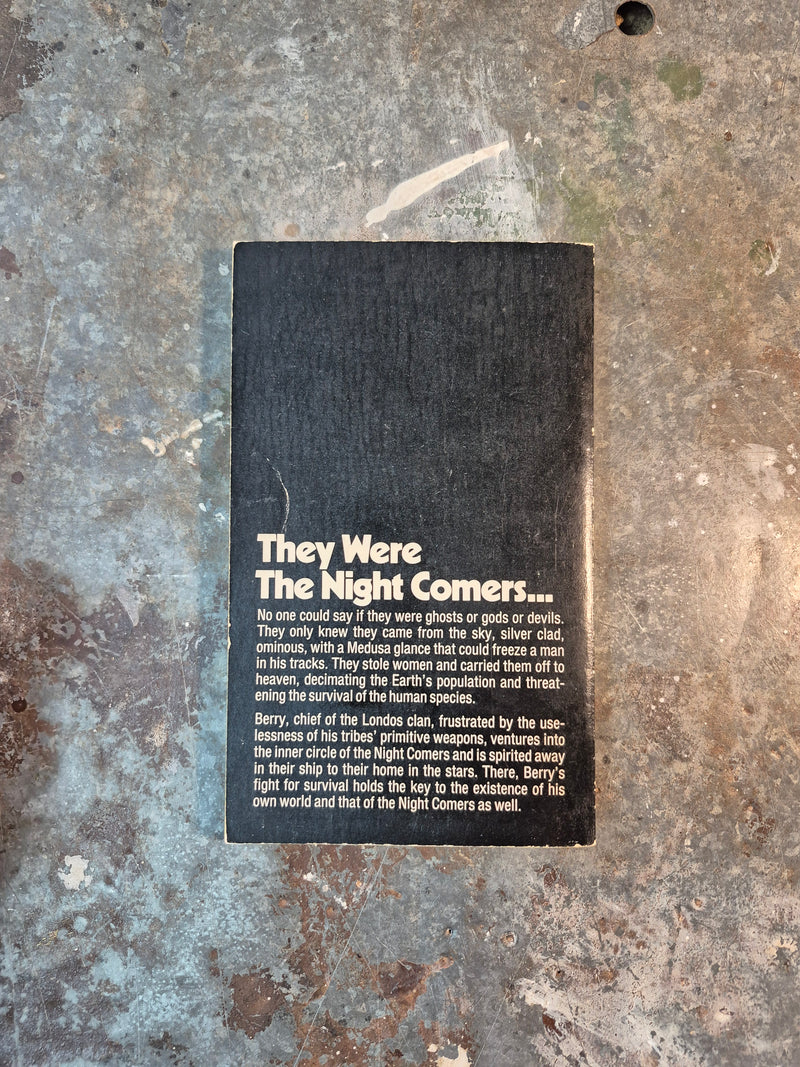 They Were
The Night Comers...
No one could say if they were ghosts or gods or devils.
They only knew they came from the sky, silver clad,
ominous, with a Medusa glance that could freeze a man
in his tracks. They stole women and carried them off to
heaven, decimating the Earth's population and threat-
ening the survival of the human species.
Berry, chief of the Londos clan, frustrated by the use-
lessness of his tribes' primitive weapons, ventures into
the inner circle of the Night Comers and is spirited away
in their ship to their home in the stars. There, Berry's
fight for survival holds the key to the existence of his
own world and that of the Night Comers as well.